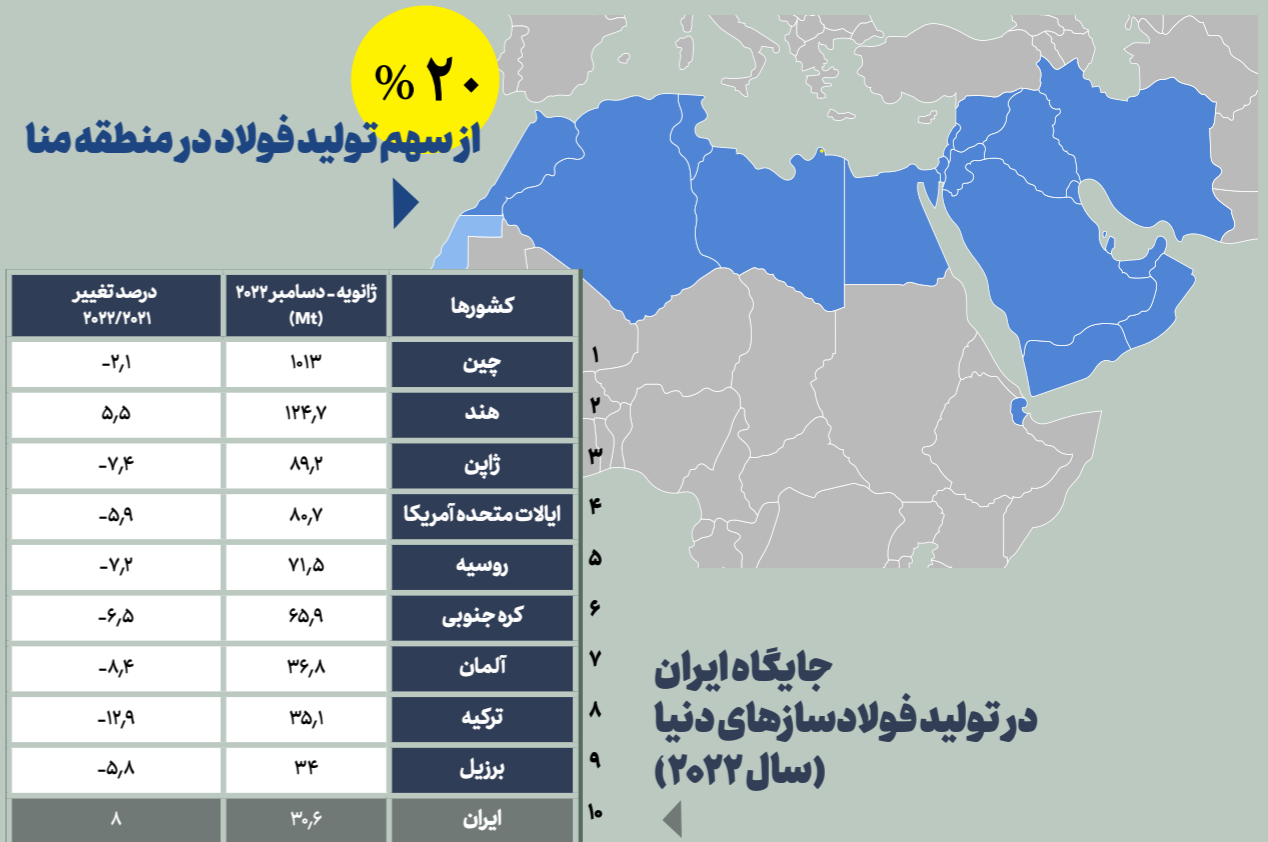 % ۲۰
از سهم تولید فولاد در منطقه منا
کشورها ژانویه - دسامبر ۲۰۲۲ (Mt) درصد تغییر ۲۰۲۲/۲۰۲۱
۱ چین ۱۰۱۳ -۲٫۱
۲ هند ۱۲۴٫۷ ۵٫۵
۳ ژاپن ۸۹٫۲ -۷٫۴
۴ ایالات متحده آمریکا ۸۰٫۷ -۵٫۹
۵ روسیه ۷۱٫۵ -۷٫۲
۶ کره جنوبی ۶۵٫۹ -۶٫۵
۷ آلمان ۳۶٫۸ -۸٫۴
۸ ترکیه ۳۵٫۱ -۱۲٫۹
۹ برزیل ۳۴ -۵٫۸
۱۰ ایران ۳۰٫۶ ۸
جایگاه ایران
در تولید فولادسازهای دنیا
(سال ۲۰۲۲)